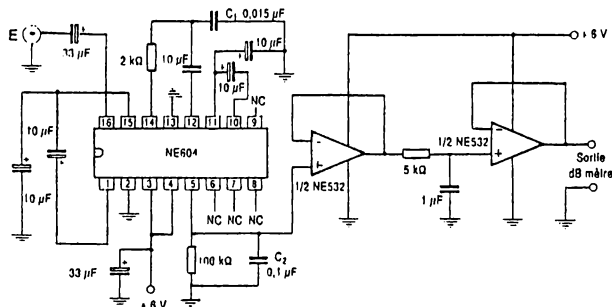 E
33 µF
2 kΩ
10 µF
C1 0,015 µF
10 µF
10 µF
NC
+ 6 V
16 15 14 13 12 11 10 9
NE604
1 2 3 4 5 6 7 8
10 µF
10 µF
NC NC NC
33 µF
+ 6 V
100 kΩ
C2
0,1 µF
-
+
1/2 NE532
5 kΩ
1 µF
1/2 NE532
-
+
Sortie
dB mètre